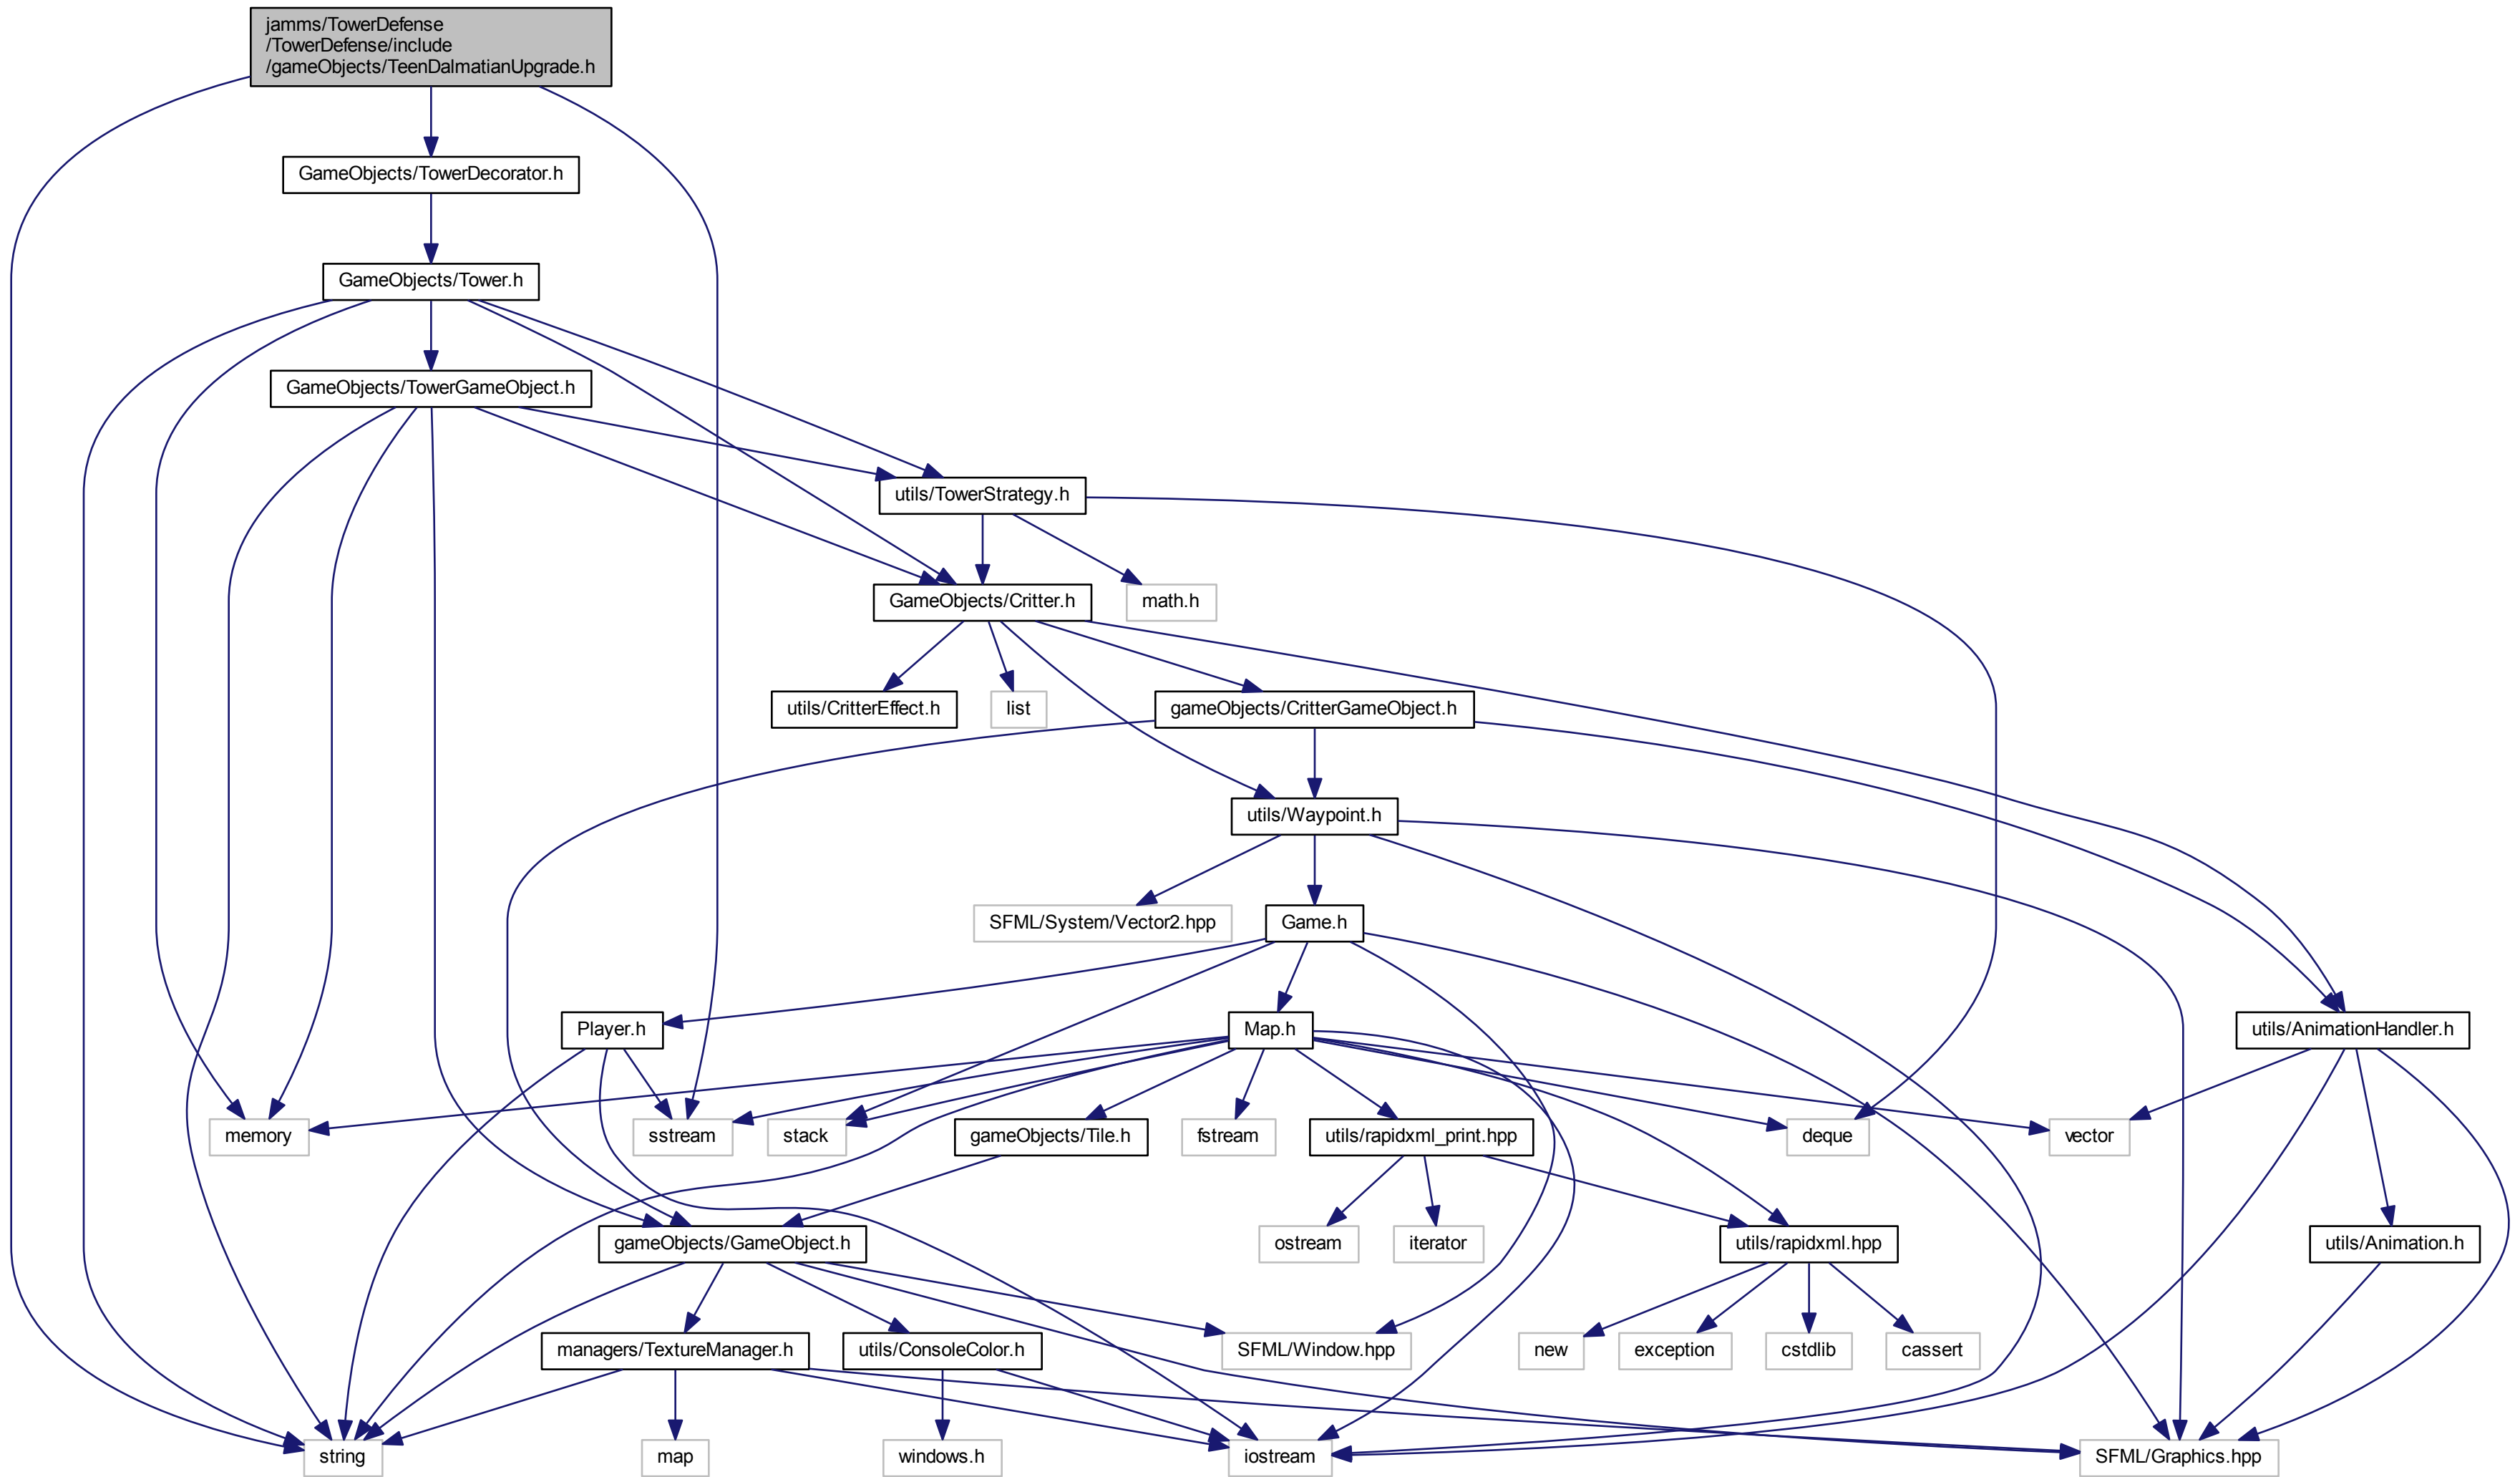 jamms/TowerDefense
/TowerDefense/include
/gameObjects/TeenDalmatianUpgrade.h
GameObjects/TowerDecorator.h
GameObjects/Tower.h
GameObjects/TowerGameObject.h
utils/TowerStrategy.h
GameObjects/Critter.h
math.h
utils/CritterEffect.h
list
gameObjects/CritterGameObject.h
utils/Waypoint.h
SFML/System/Vector2.hpp
Game.h
Player.h
Map.h
utils/AnimationHandler.h
memory
sstream
stack
gameObjects/Tile.h
fstream
utils/rapidxml_print.hpp
deque
vector
gameObjects/GameObject.h
ostream
iterator
utils/rapidxml.hpp
utils/Animation.h
managers/TextureManager.h
utils/ConsoleColor.h
SFML/Window.hpp
new
exception
cstdlib
cassert
string
map
windows.h
iostream
SFML/Graphics.hpp